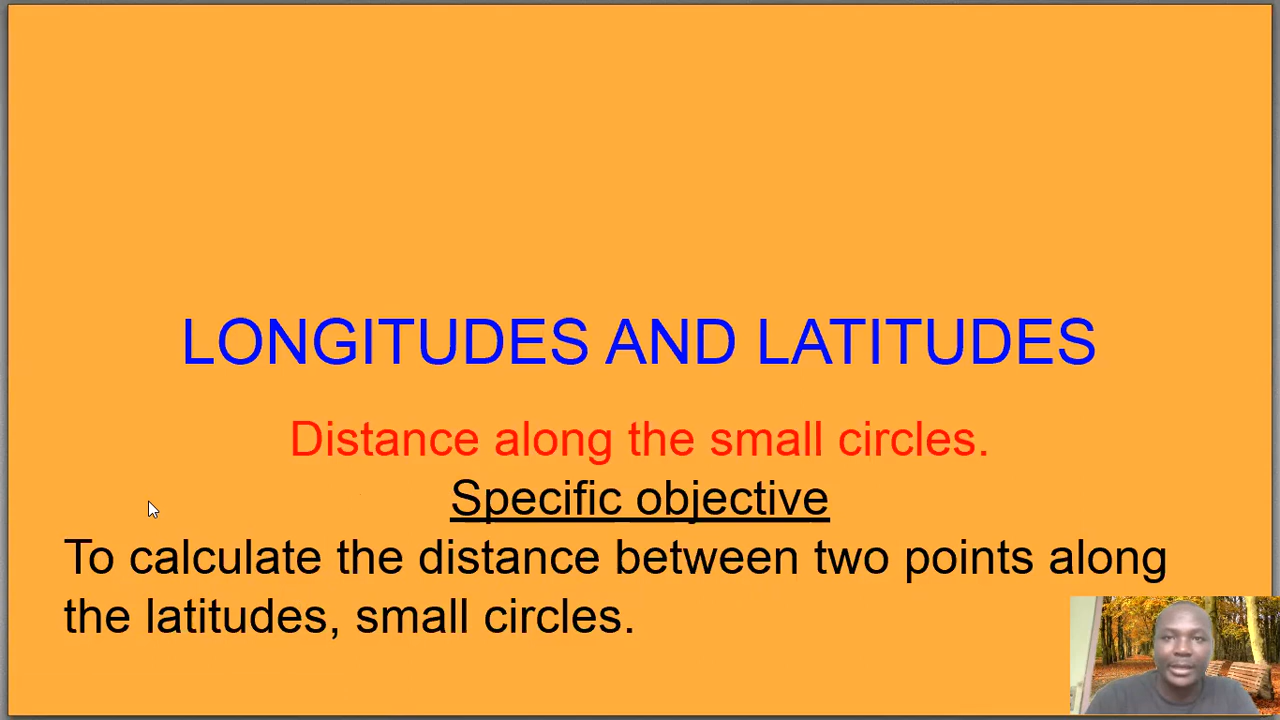 LONGITUDES AND LATITUDES
Distance along the small circles.
Specific objective
To calculate the distance between two points along
the latitudes, small circles.